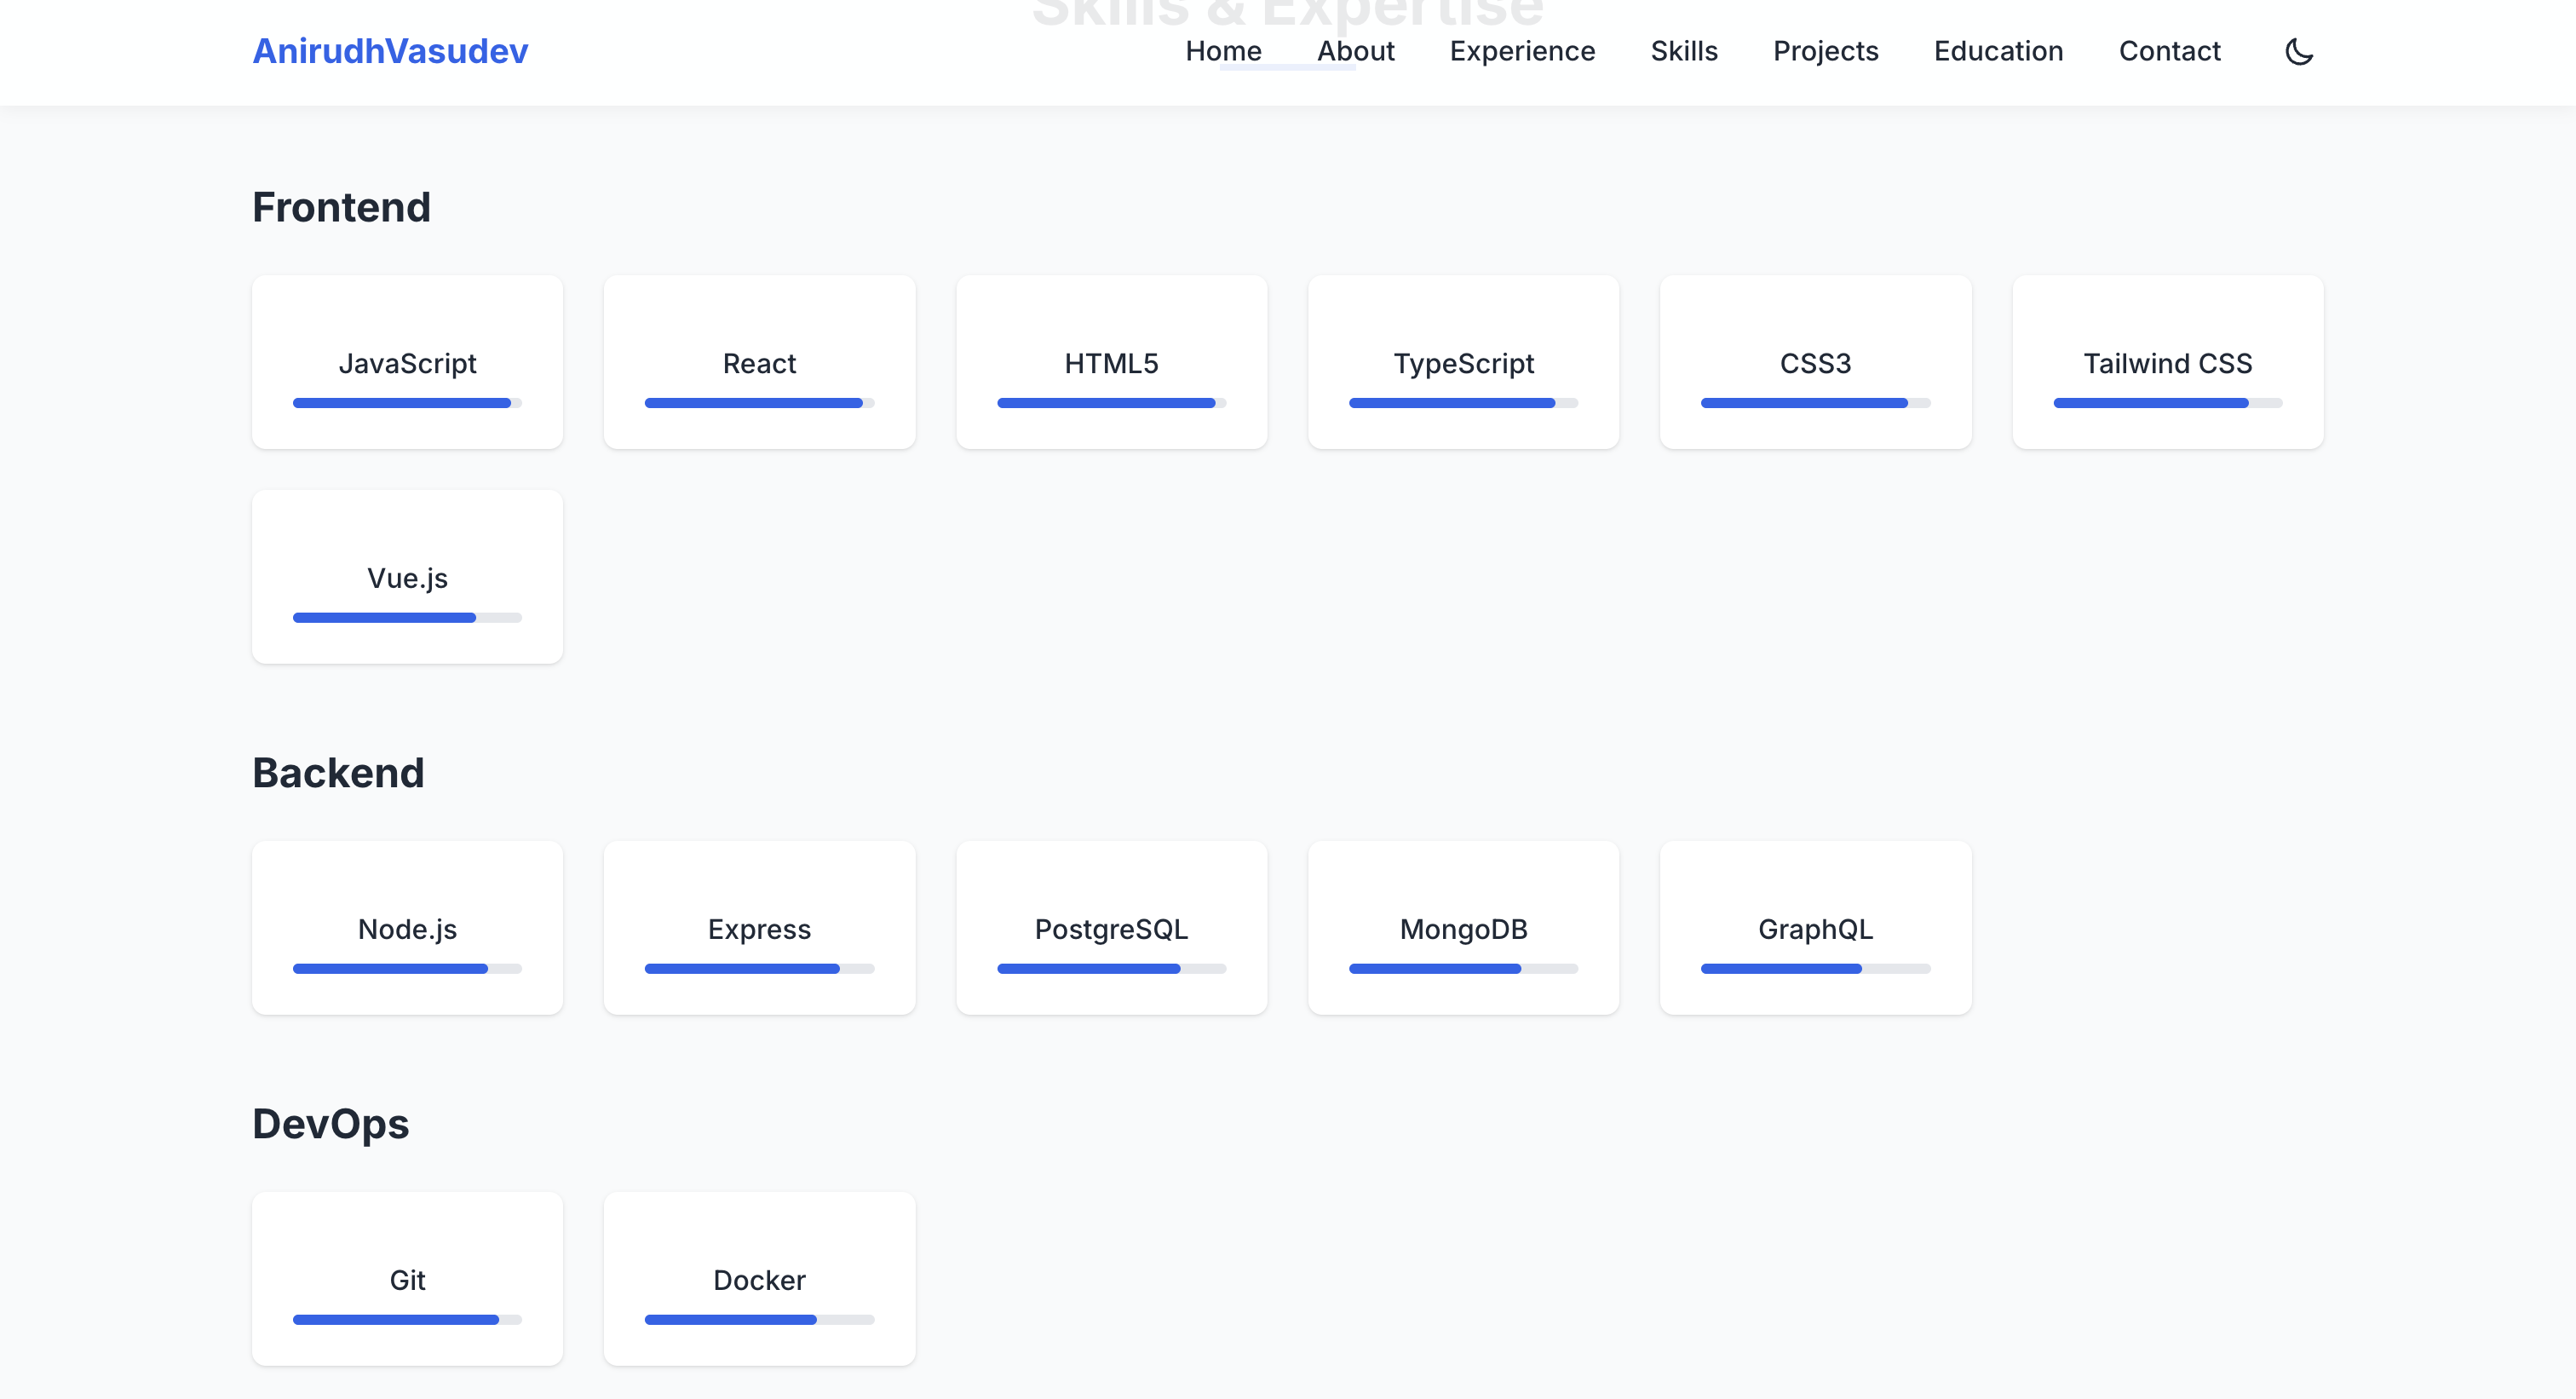 Skills & Expertise
AnirudhVasudev
Home About Experience Skills Projects Education Contact
Frontend
JavaScript React HTML5 TypeScript CSS3 Tailwind CSS
Vue.js
Backend
Node.js Express PostgreSQL MongoDB GraphQL
DevOps
Git Docker